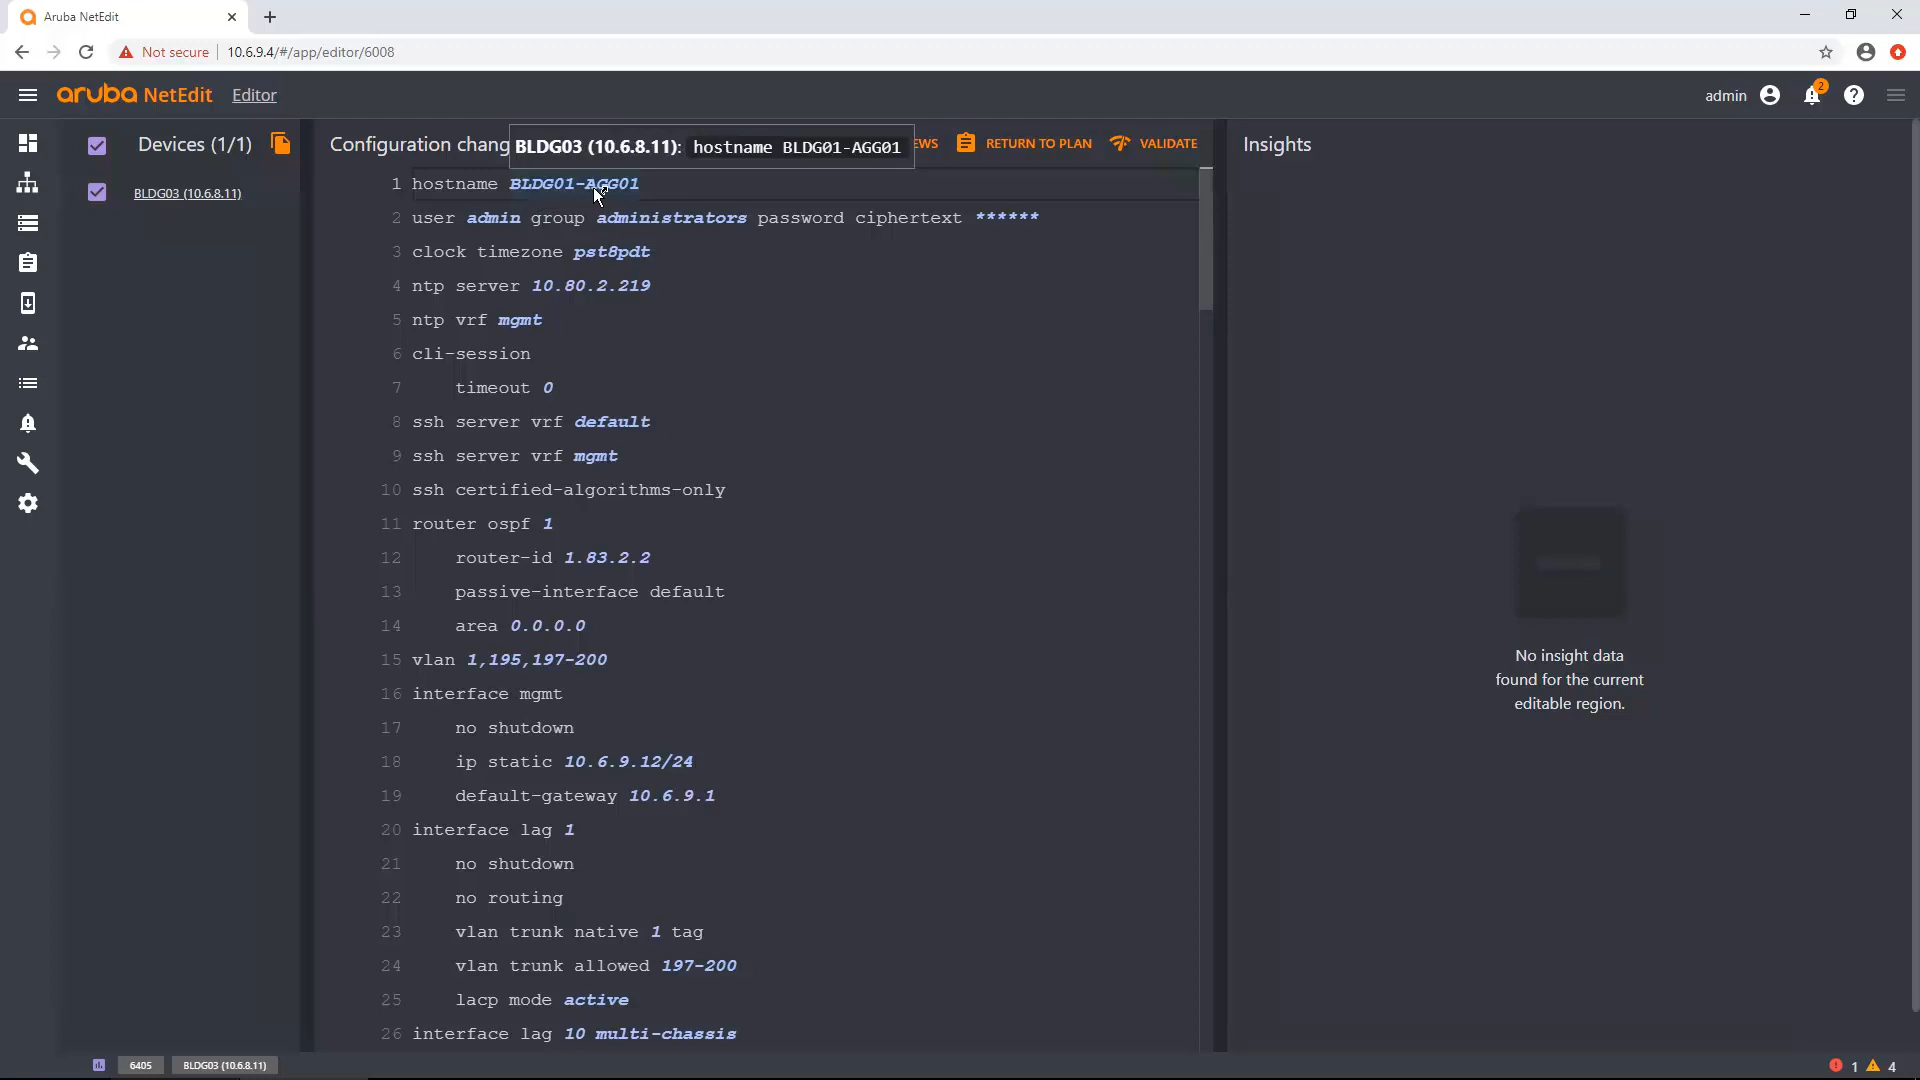 Aruba NetEdit
Not secure 10.6.9.4/#/app/editor/6008
aruba NetEdit Editor
admin
2
Devices (1/1)
BLDG03 (10.6.8.11)
Configuration chang
BLDG03 (10.6.8.11): hostname BLDG01-AGG01
EWS
RETURN TO PLAN
VALIDATE
1 hostname BLDG01-AGG01
2 user admin group administrators password ciphertext ******
3 clock timezone pst8pdt
4 ntp server 10.80.2.219
5 ntp vrf mgmt
6 cli-session
7 timeout 0
8 ssh server vrf default
9 ssh server vrf mgmt
10 ssh certified-algorithms-only
11 router ospf 1
12 router-id 1.83.2.2
13 passive-interface default
14 area 0.0.0.0
15 vlan 1,195,197-200
16 interface mgmt
17 no shutdown
18 ip static 10.6.9.12/24
19 default-gateway 10.6.9.1
20 interface lag 1
21 no shutdown
22 no routing
23 vlan trunk native 1 tag
24 vlan trunk allowed 197-200
25 lacp mode active
26 interface lag 10 multi-chassis
Insights
No insight data
found for the current
editable region.
6405
BLDG03 (10.6.8.11)
1 4